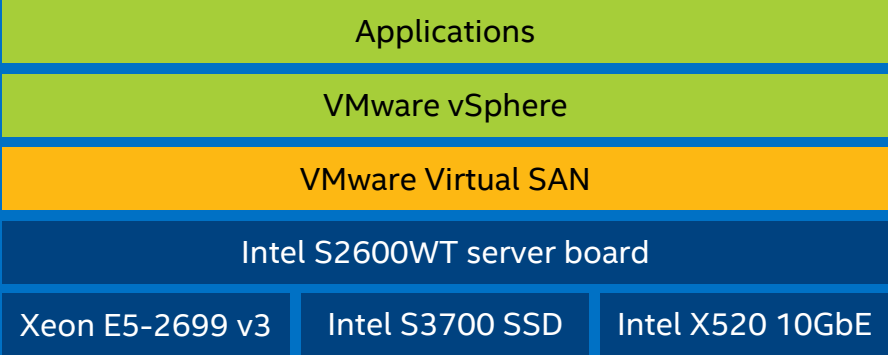 Applications
VMware vSphere
VMware Virtual SAN
Intel S2600WT server board
Xeon E5-2699 v3
Intel S3700 SSD
Intel X520 10GbE